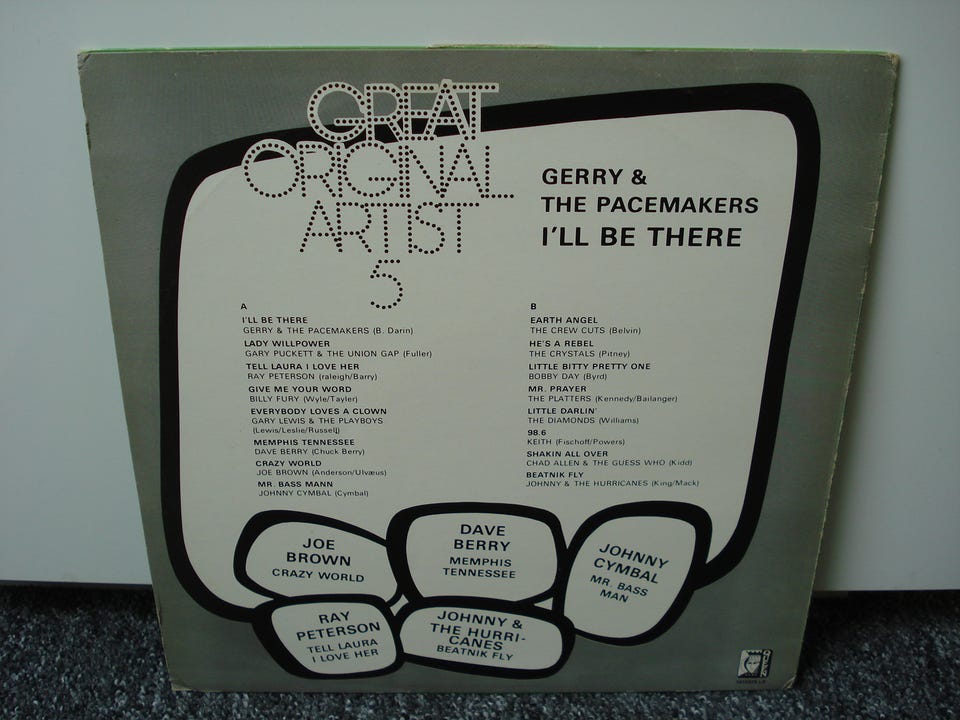 GREAT
ORIGINAL
ARTIST
5
GERRY &
THE PACEMAKERS
I'LL BE THERE
A
I'LL BE THERE
GERRY & THE PACEMAKERS (B. Darin)
LADY WILLPOWER
GARY PUCKETT & THE UNION GAP (Fuller)
TELL LAURA I LOVE HER
RAY PETERSON (raleigh/Barry)
GIVE ME YOUR WORD
BILLY FURY (Wyle/Tayler)
EVERYBODY LOVES A CLOWN
GARY LEWIS & THE PLAYBOYS
(Lewis/Leslie/Russelj)
MEMPHIS TENNESSEE
DAVE BERRY (Chuck Berry)
CRAZY WORLD
JOE BROWN (Anderson/Ulvæus)
MR. BASS MANN
JOHNNY CYMBAL (Cymbal)
B
EARTH ANGEL
THE CREW CUTS (Belvin)
HE'S A REBEL
THE CRYSTALS (Pitney)
LITTLE BITTY PRETTY ONE
BOBBY DAY (Byrd)
MR. PRAYER
THE PLATTERS (Kennedy/Bailanger)
LITTLE DARLIN'
THE DIAMONDS (Williams)
98.6
KEITH (Fischoff/Powers)
SHAKIN ALL OVER
CHAD ALLEN & THE GUESS WHO (Kidd)
BEATNIK FLY
JOHNNY & THE HURRICANES (King/Mack)
JOE
BROWN
CRAZY WORLD
DAVE
BERRY
MEMPHIS
TENNESSEE
JOHNNY
CYMBAL
MR. BASS
MAN
RAY
PETERSON
TELL LAURA
I LOVE HER
JOHNNY &
THE HURRI-
CANES
BEATNIK FLY